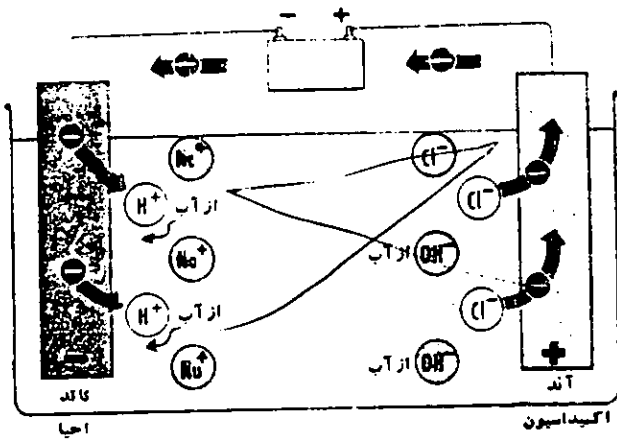 - +
Na⁺ Cl⁻
H⁺ از آب Cl⁻
Na⁺ از آب OH⁻
H⁺ از آب Cl⁻
Na⁺ از آب OH⁻
- +
کاتد آند
احیا اکسیداسیون